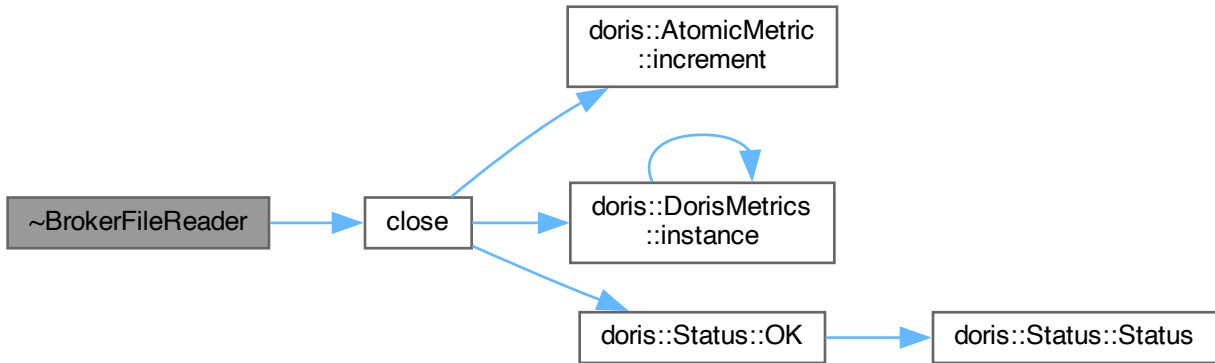 doris::AtomicMetric
::increment
~BrokerFileReader
close
doris::DorisMetrics
::instance
doris::Status::OK
doris::Status::Status